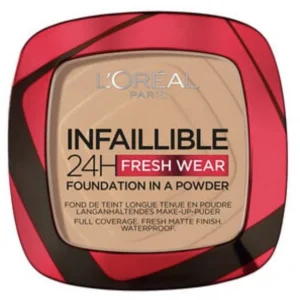 L'ORÉAL
PARIS
INFAILLIBLE
24H FRESH WEAR
FOUNDATION IN A POWDER
FOND DE TEINT LONGUE TENUE EN POUDRE
LANGANHALTENDES MAKE-UP-PUDER
FULL COVERAGE. FRESH MATTE FINISH.
WATERPROOF.